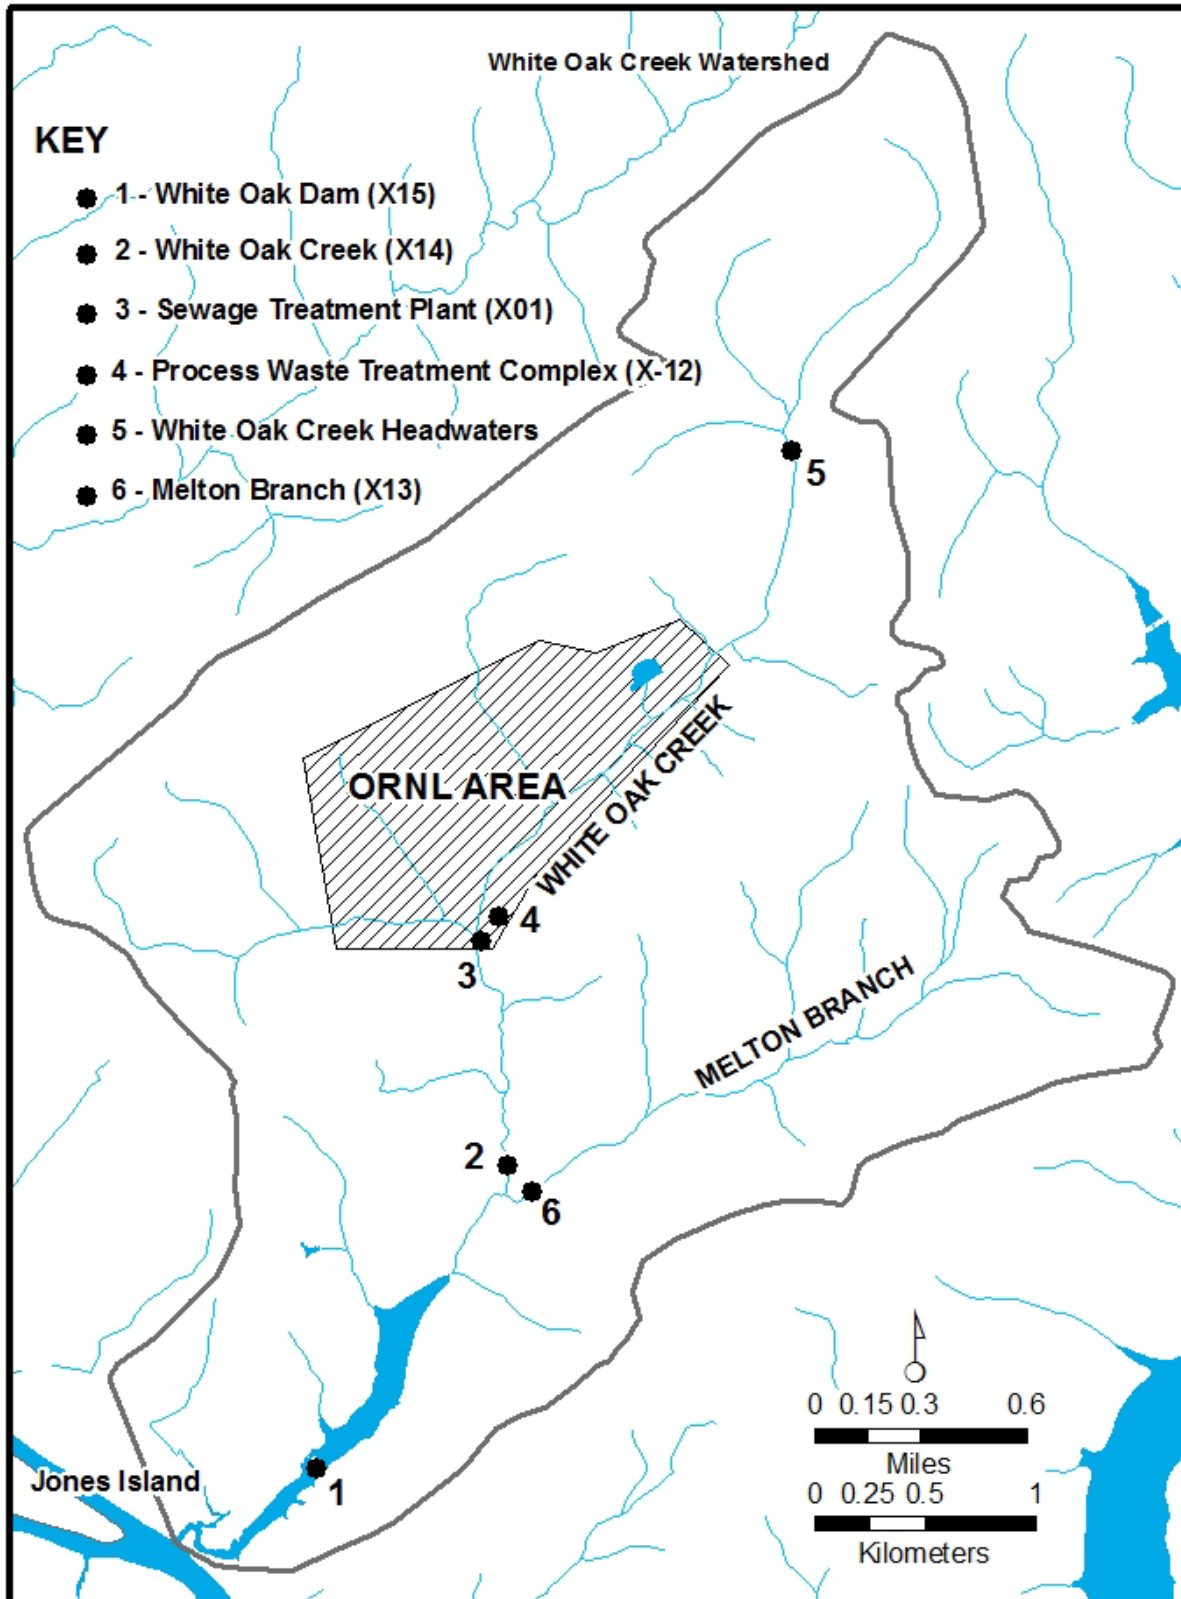 White Oak Creek Watershed
KEY
1 - White Oak Dam (X15)
2 - White Oak Creek (X14)
3 - Sewage Treatment Plant (X01)
4 - Process Waste Treatment Complex (X-12)
5 - White Oak Creek Headwaters
6 - Melton Branch (X13)
5
ORNL AREA
WHITE OAK CREEK
4
3
MELTON BRANCH
2
6
1
Jones Island
0 0.15 0.3 0.6
Miles
0 0.25 0.5 1
Kilometers